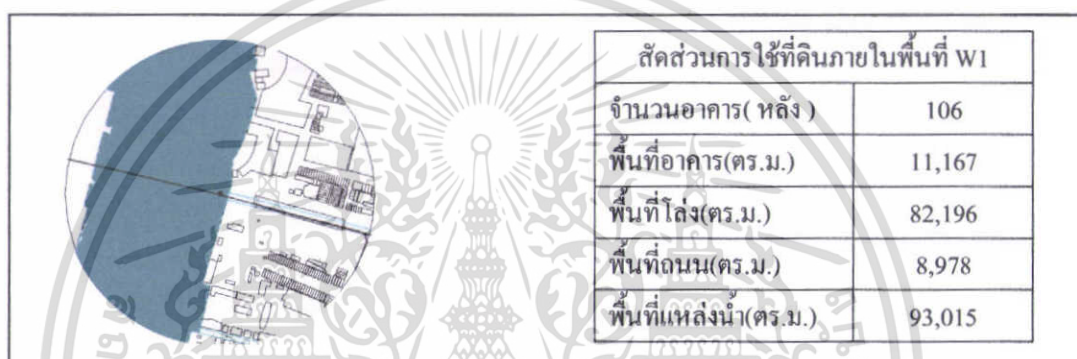 สัดส่วนการใช้ที่ดินภายในพื้นที่ W1
จำนวนอาคาร( หลัง ) 106
พื้นที่อาคาร(ตร.ม.) 11,167
พื้นที่โล่ง(ตร.ม.) 82,196
พื้นที่ถนน(ตร.ม.) 8,978
พื้นที่แหล่งน้ำ(ตร.ม.) 93,015